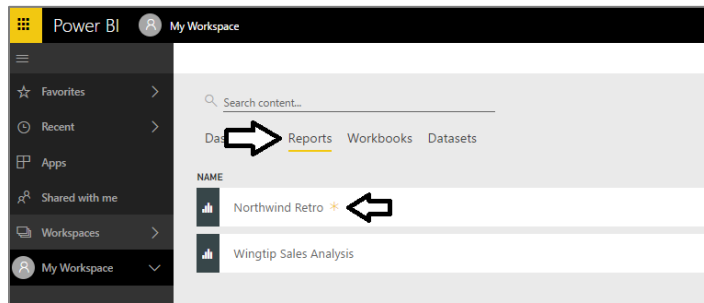 Power BI My Workspace
Favorites
Recent
Apps
Shared with me
Workspaces
My Workspace
Search content...
Das Reports Workbooks Datasets
NAME
Northwind Retro *
Wingtip Sales Analysis